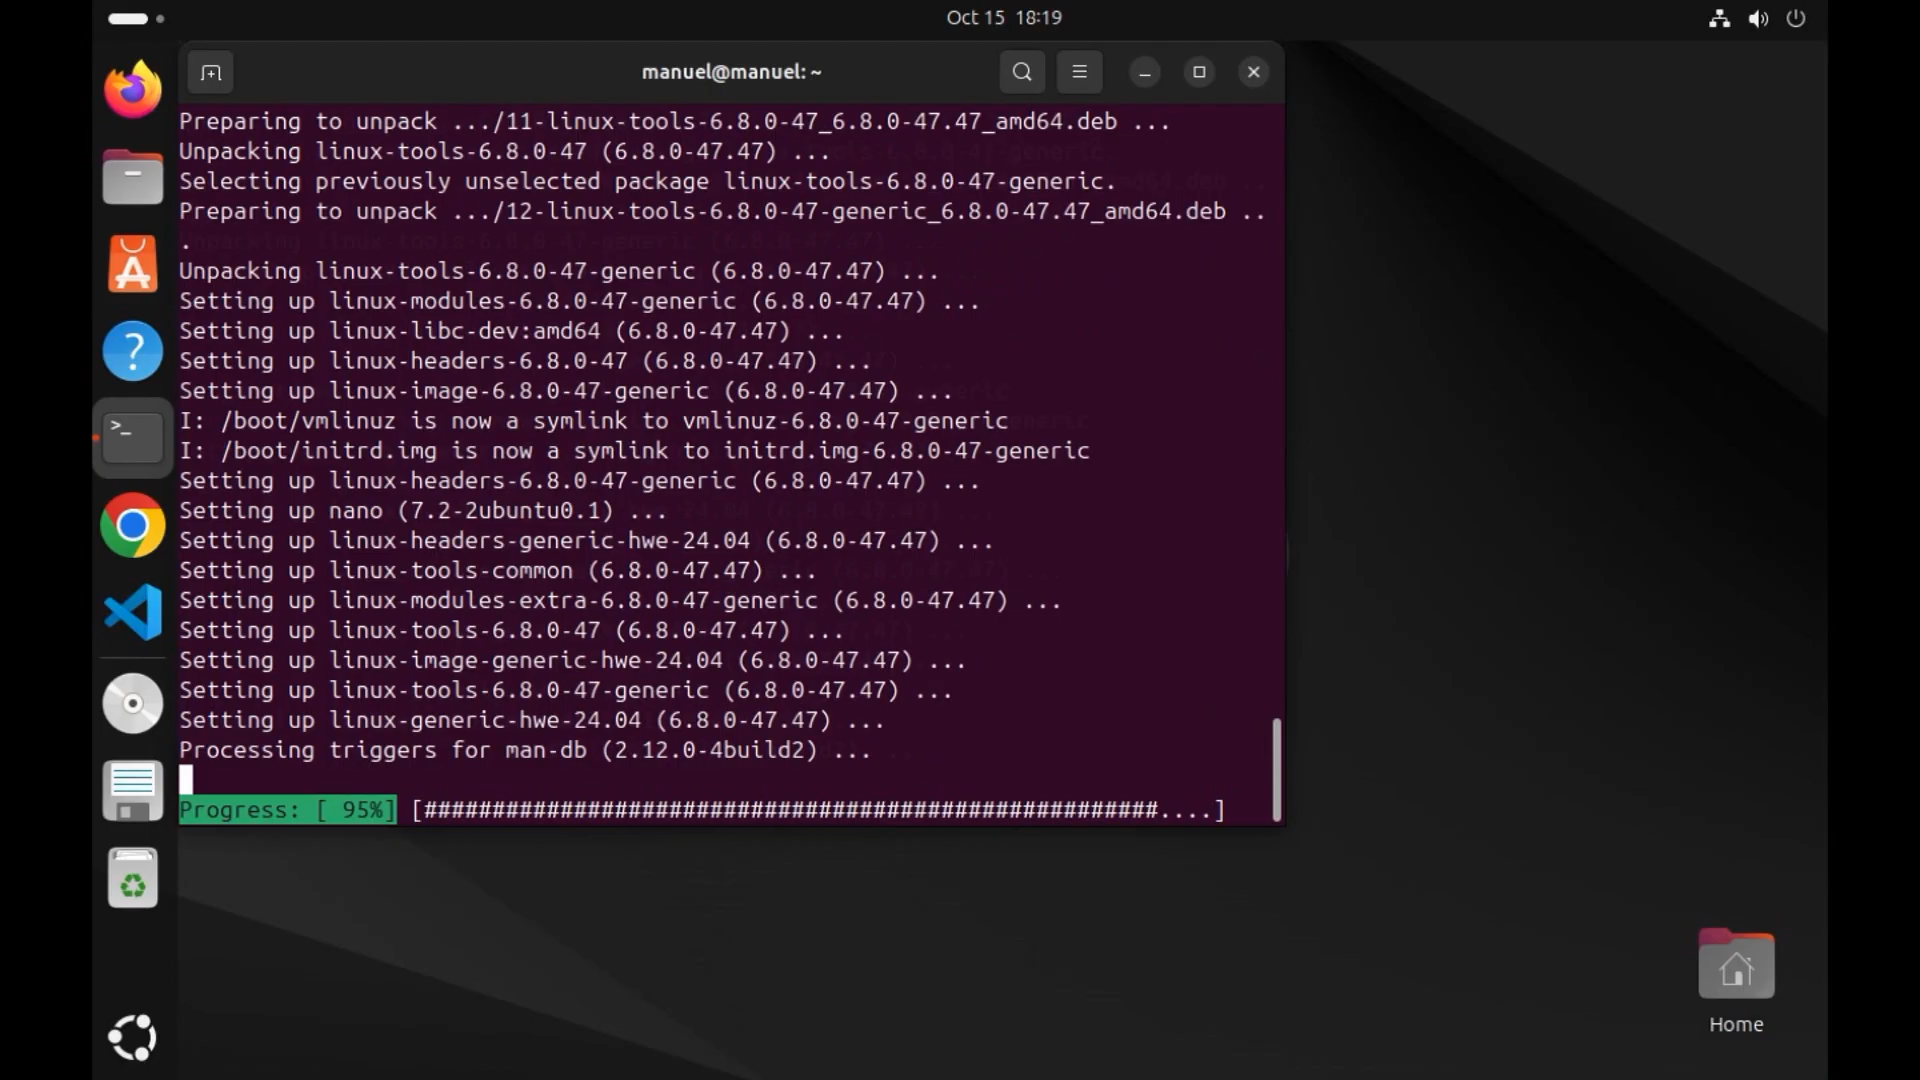 Oct 15 18:19
manuel@manuel: ~
Preparing to unpack .../11-linux-tools-6.8.0-47_6.8.0-47.47_amd64.deb ...
Unpacking linux-tools-6.8.0-47 (6.8.0-47.47) ...
Selecting previously unselected package linux-tools-6.8.0-47-generic.
Preparing to unpack .../12-linux-tools-6.8.0-47-generic_6.8.0-47.47_amd64.deb ..
.
Unpacking linux-tools-6.8.0-47-generic (6.8.0-47.47) ...
Setting up linux-modules-6.8.0-47-generic (6.8.0-47.47) ...
Setting up linux-libc-dev:amd64 (6.8.0-47.47) ...
Setting up linux-headers-6.8.0-47 (6.8.0-47.47) ...
Setting up linux-image-6.8.0-47-generic (6.8.0-47.47) ...
I: /boot/vmlinuz is now a symlink to vmlinuz-6.8.0-47-generic
I: /boot/initrd.img is now a symlink to initrd.img-6.8.0-47-generic
Setting up linux-headers-6.8.0-47-generic (6.8.0-47.47) ...
Setting up nano (7.2-2ubuntu0.1) ...
Setting up linux-headers-generic-hwe-24.04 (6.8.0-47.47) ...
Setting up linux-tools-common (6.8.0-47.47) ...
Setting up linux-modules-extra-6.8.0-47-generic (6.8.0-47.47) ...
Setting up linux-tools-6.8.0-47 (6.8.0-47.47) ...
Setting up linux-image-generic-hwe-24.04 (6.8.0-47.47) ...
Setting up linux-tools-6.8.0-47-generic (6.8.0-47.47) ...
Setting up linux-generic-hwe-24.04 (6.8.0-47.47) ...
Processing triggers for man-db (2.12.0-4build2) ...
Progress: [ 95%] [######################################################....]
Home